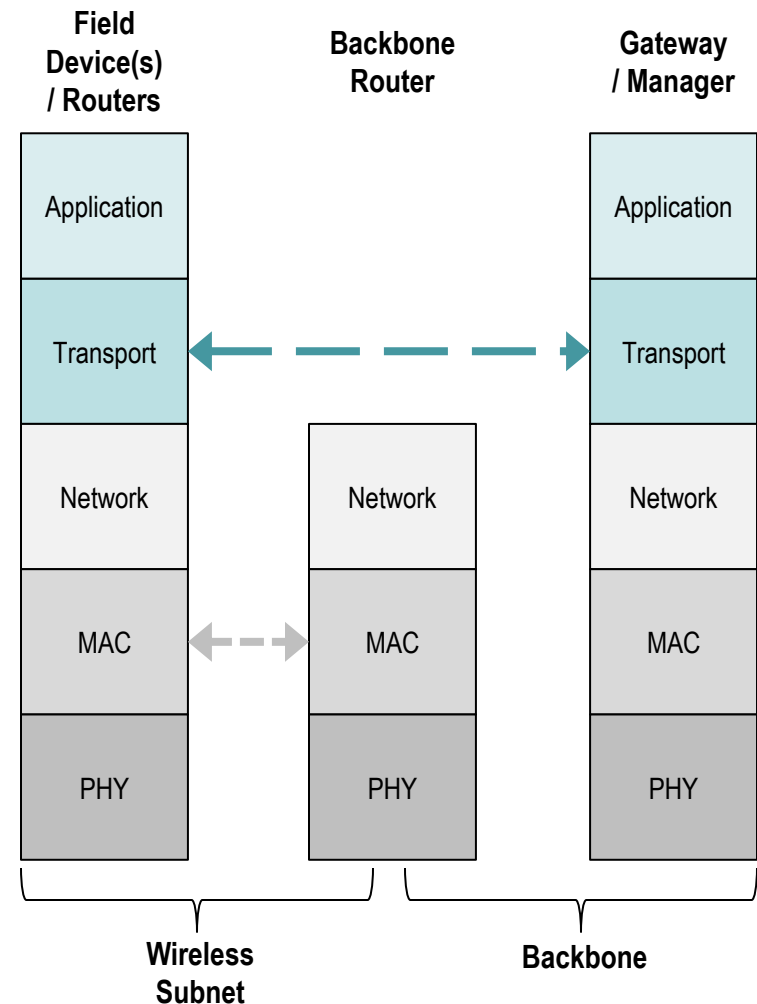 Field
Device(s)
/ Routers
Backbone
Router
Gateway
/ Manager
Application
Application
Transport
Transport
Network
Network
Network
MAC
MAC
MAC
PHY
PHY
PHY
Wireless
Subnet
Backbone